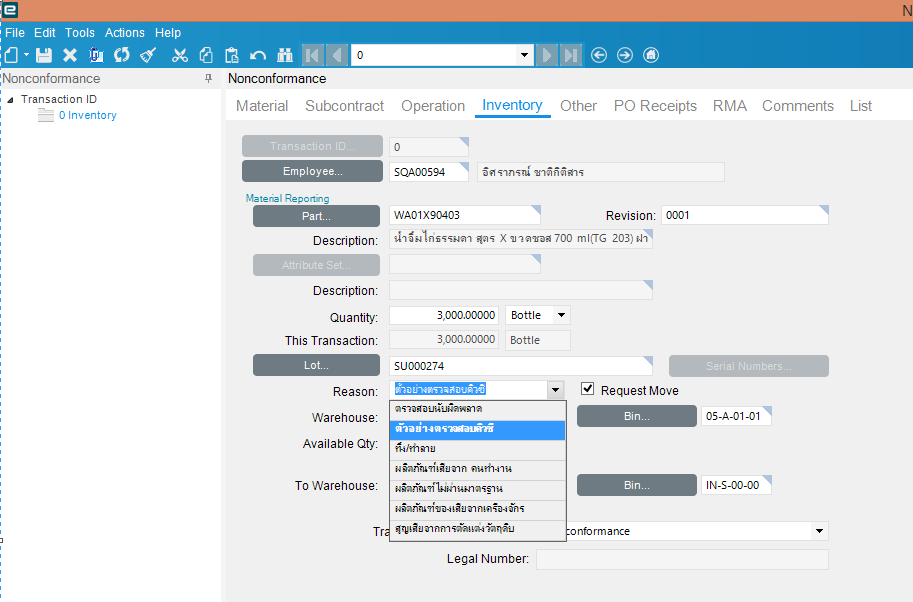 N
File Edit Tools Actions Help
0
Nonconformance
Nonconformance
Transaction ID
0 Inventory
Material Subcontract Operation Inventory Other PO Receipts RMA Comments List
Transaction ID... 0
Employee... SQA00594 อิศราภรณ์ ชาติกิติสาร
Material Reporting
Part... WA01X90403 Revision: 0001
Description: น้ำจิ้มไก่ธรรมดา สูตร X ขวดซอส 700 ml(TG 203) ฝา
Attribute Set...
Description:
Quantity: 3,000.00000 Bottle
This Transaction: 3,000.00000 Bottle
Lot... SU000274 Serial Numbers...
Reason: ตัวอย่างตรวจสอบคิวซี Request Move
ตรวจสอบนับผิดพลาด
Warehouse: Bin... 05-A-01-01
ตัวอย่างตรวจสอบคิวซี
Available Qty:
ทิ้ง/ทำลาย
ผลิตภัณฑ์เสียจาก คนทำงาน
To Warehouse: Bin... IN-S-00-00
ผลิตภัณฑ์ไม่ผ่านมาตรฐาน
ผลิตภัณฑ์ของเสียจากเครื่องจักร
สูญเสียจากการตัดแต่งวัตถุดิบ
Tra conformance
Legal Number: